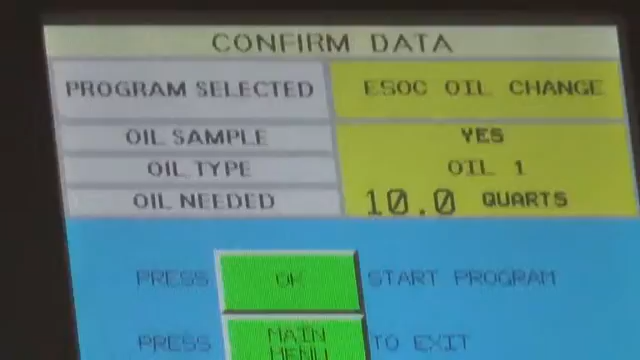 CONFIRM DATA
PROGRAM SELECTED ESOC OIL CHANGE
OIL SAMPLE YES
OIL TYPE OIL 1
OIL NEEDED 10.0 QUARTS
PRESS OK START PROGRAM
PRESS MAIN MENU TO EXIT